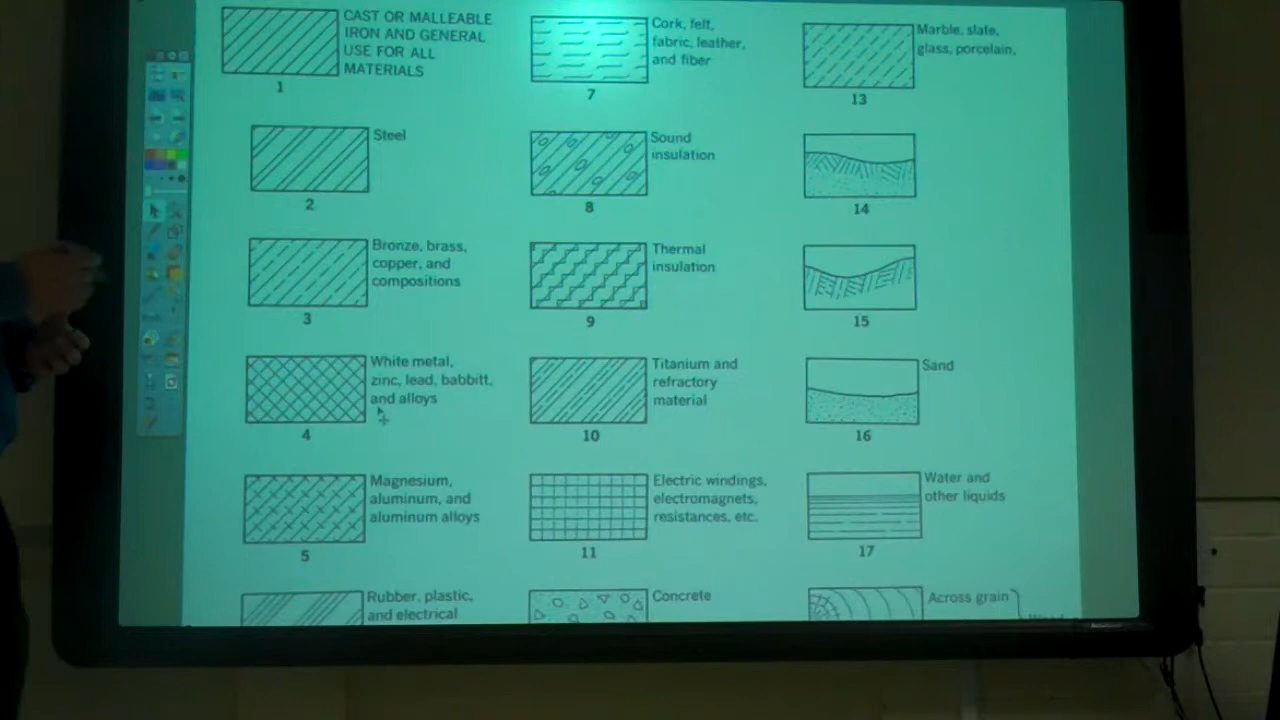 CAST OR MALLEABLE
IRON AND GENERAL
USE FOR ALL
MATERIALS
1
Steel
2
Bronze, brass,
copper, and
compositions
3
White metal,
zinc, lead, babbitt,
and alloys
4
Magnesium,
aluminum, and
aluminum alloys
5
Rubber, plastic,
and electrical
Cork, felt,
fabric, leather,
and fiber
7
Sound
insulation
8
Thermal
insulation
9
Titanium and
refractory
material
10
Electric windings,
electromagnets,
resistances, etc.
11
Concrete
Marble, slate,
glass, porcelain,
13
14
15
Sand
16
Water and
other liquids
17
Across grain